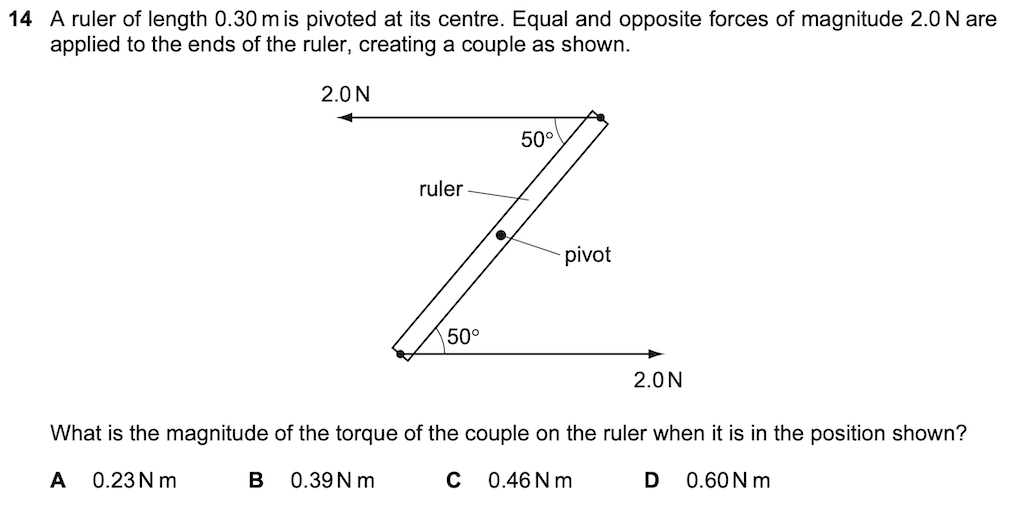 14 A ruler of length 0.30 m is pivoted at its centre. Equal and opposite forces of magnitude 2.0 N are
applied to the ends of the ruler, creating a couple as shown.
2.0 N
50°
ruler
pivot
50°
2.0 N
What is the magnitude of the torque of the couple on the ruler when it is in the position shown?
A 0.23 N m B 0.39 N m C 0.46 N m D 0.60 N m